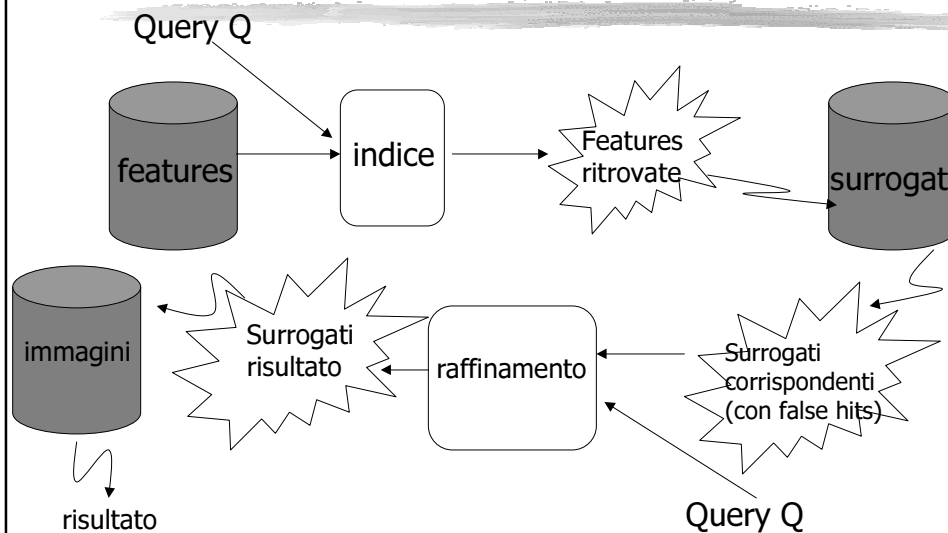 Query Q
features
indice
Features
ritrovate
surrogat
immagini
Surrogati
risultato
raffinamento
Surrogati
corrispondenti
(con false hits)
risultato
Query Q